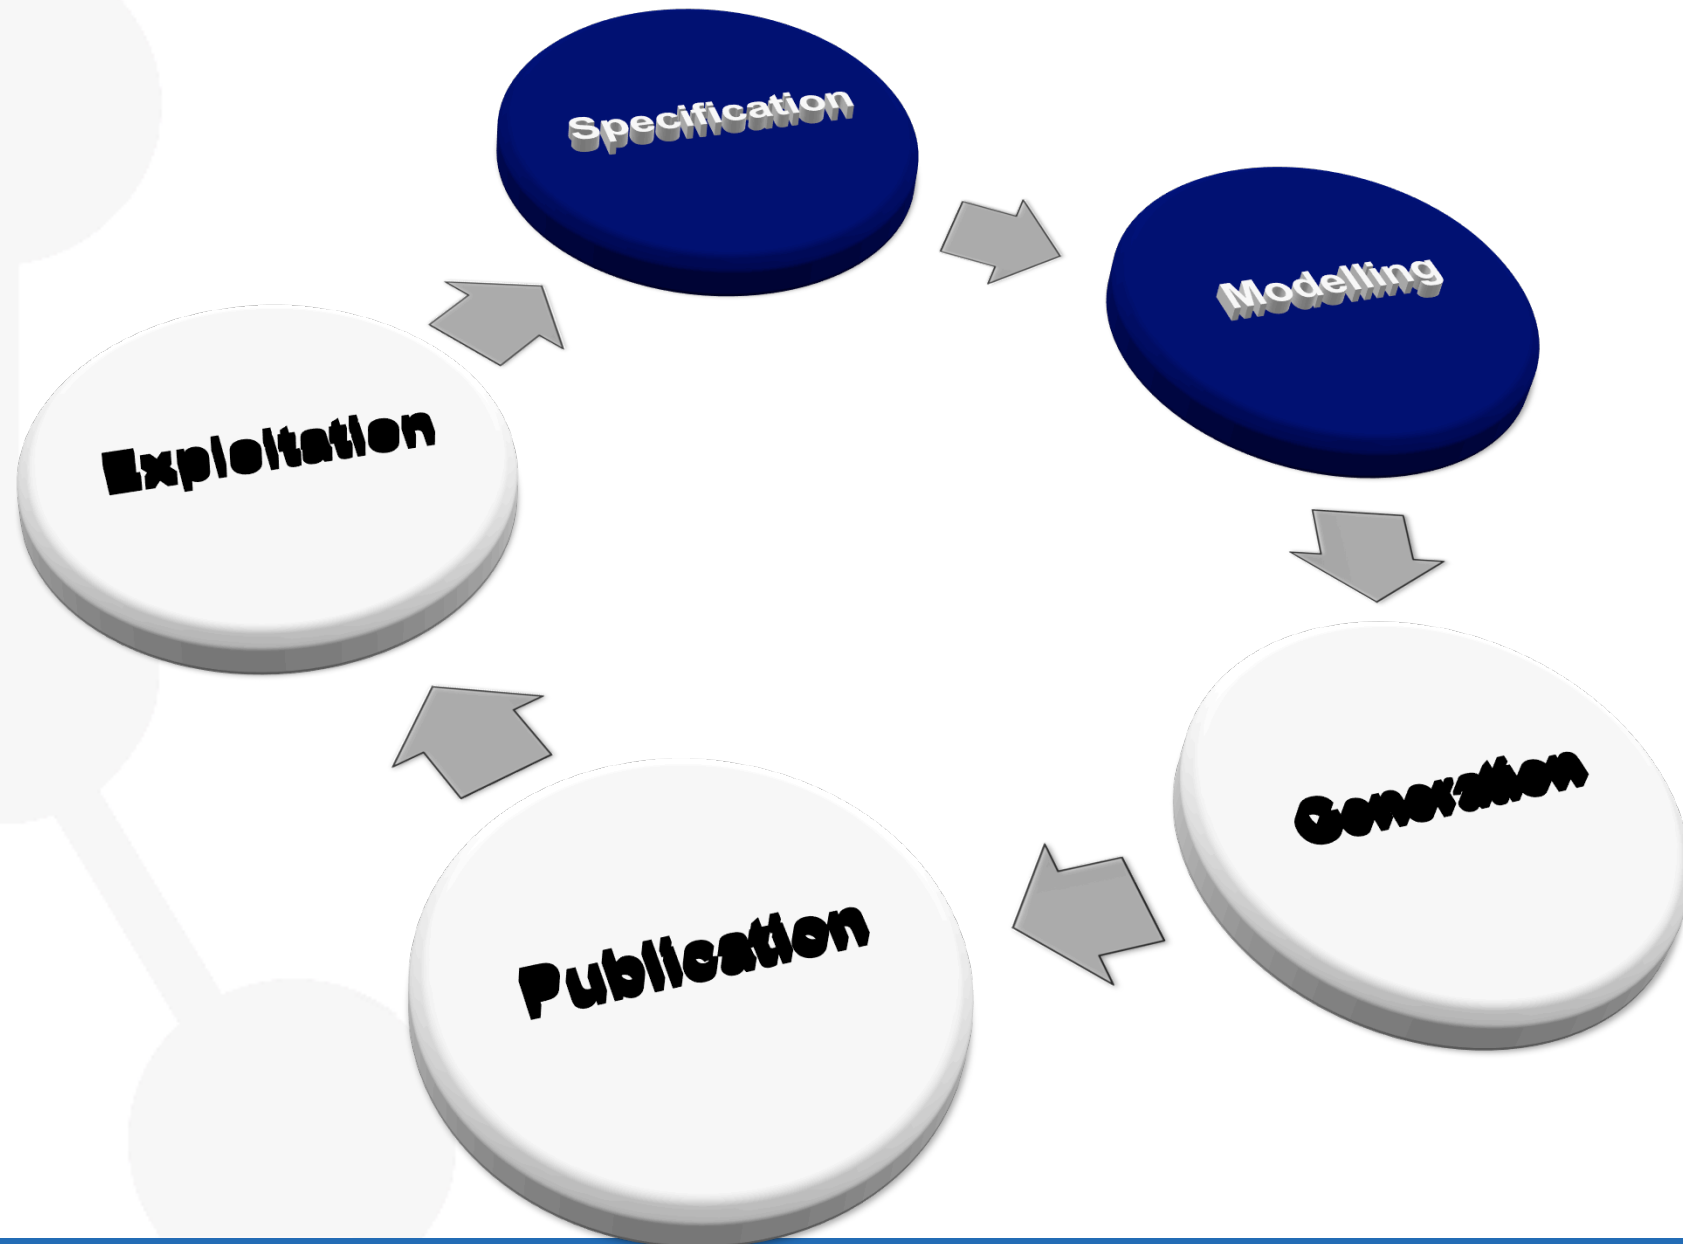 Specification
Modelling
Generation
Publication
Exploitation